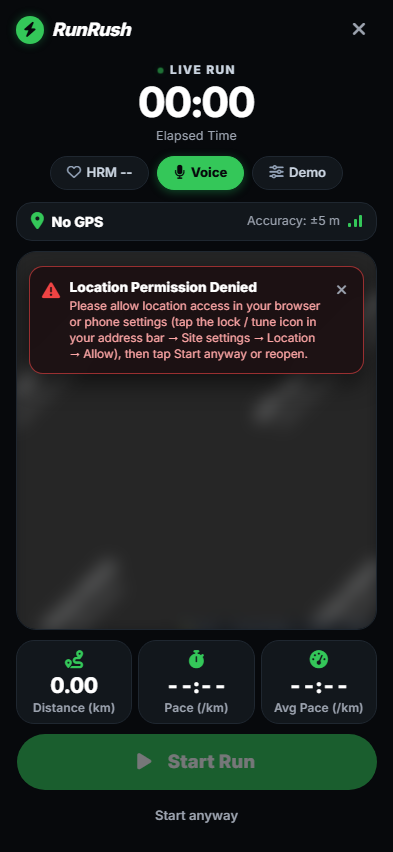 RunRush
LIVE RUN
00:00
Elapsed Time
HRM --
Voice
Demo
No GPS
Accuracy: ±5 m
Location Permission Denied
Please allow location access in your browser
or phone settings (tap the lock / tune icon in
your address bar → Site settings → Location
→ Allow), then tap Start anyway or reopen.
0.00
Distance (km)
--:--
Pace (/km)
--:--
Avg Pace (/km)
Start Run
Start anyway